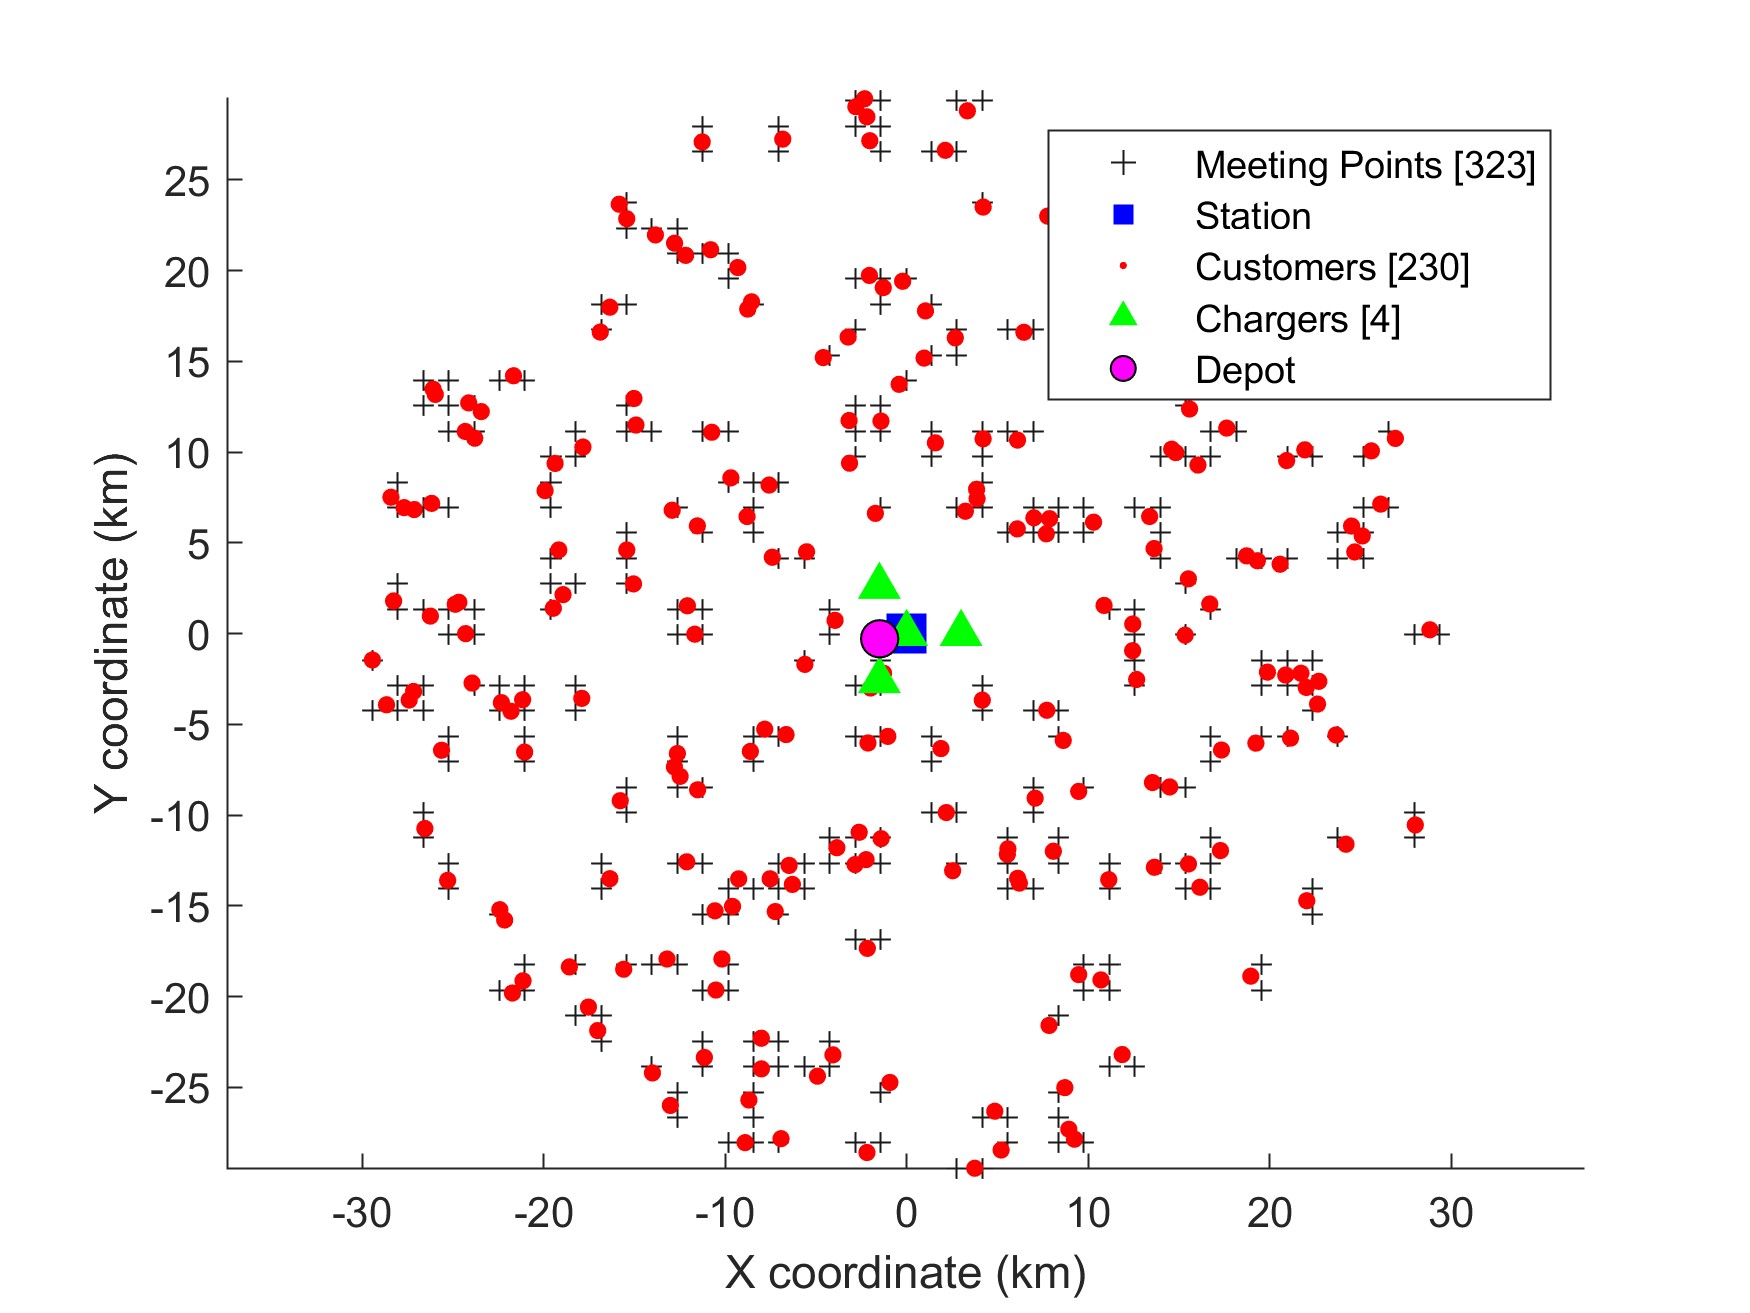 Meeting Points [323]
Station
Customers [230]
Chargers [4]
Depot
25
20
15
10
5
0
-5
-10
-15
-20
-25
Y coordinate (km)
-30 -20 -10 0 10 20 30
X coordinate (km)